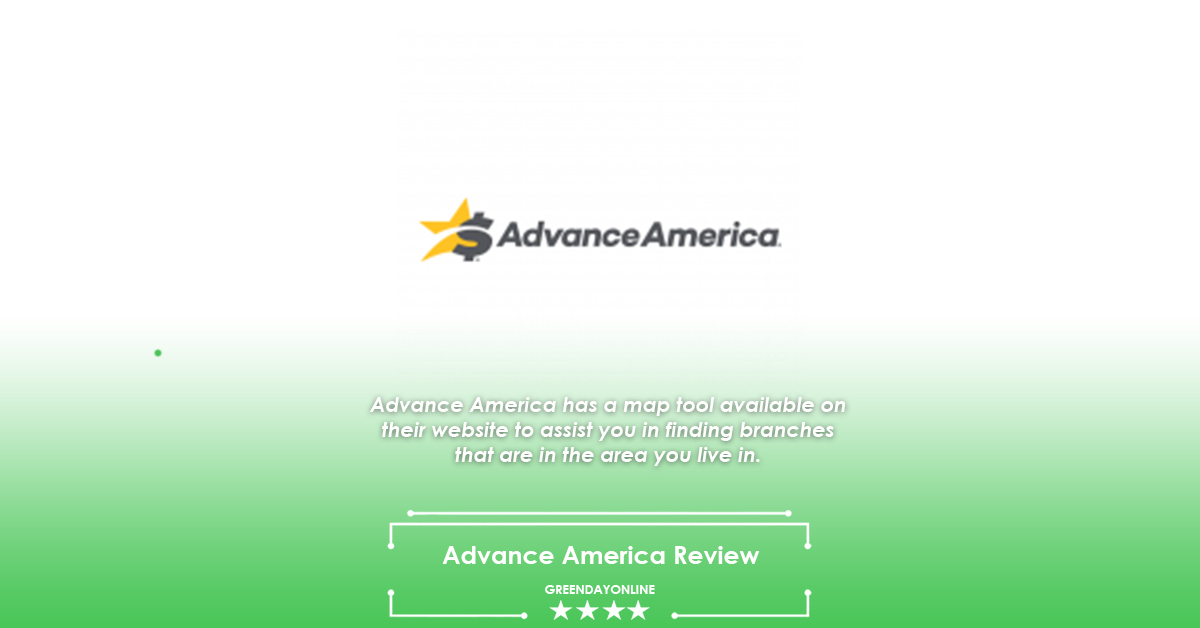 AdvanceAmerica.
Advance America has a map tool available on
their website to assist you in finding branches
that are in the area you live in.
Advance America Review
GREENDAYONLINE